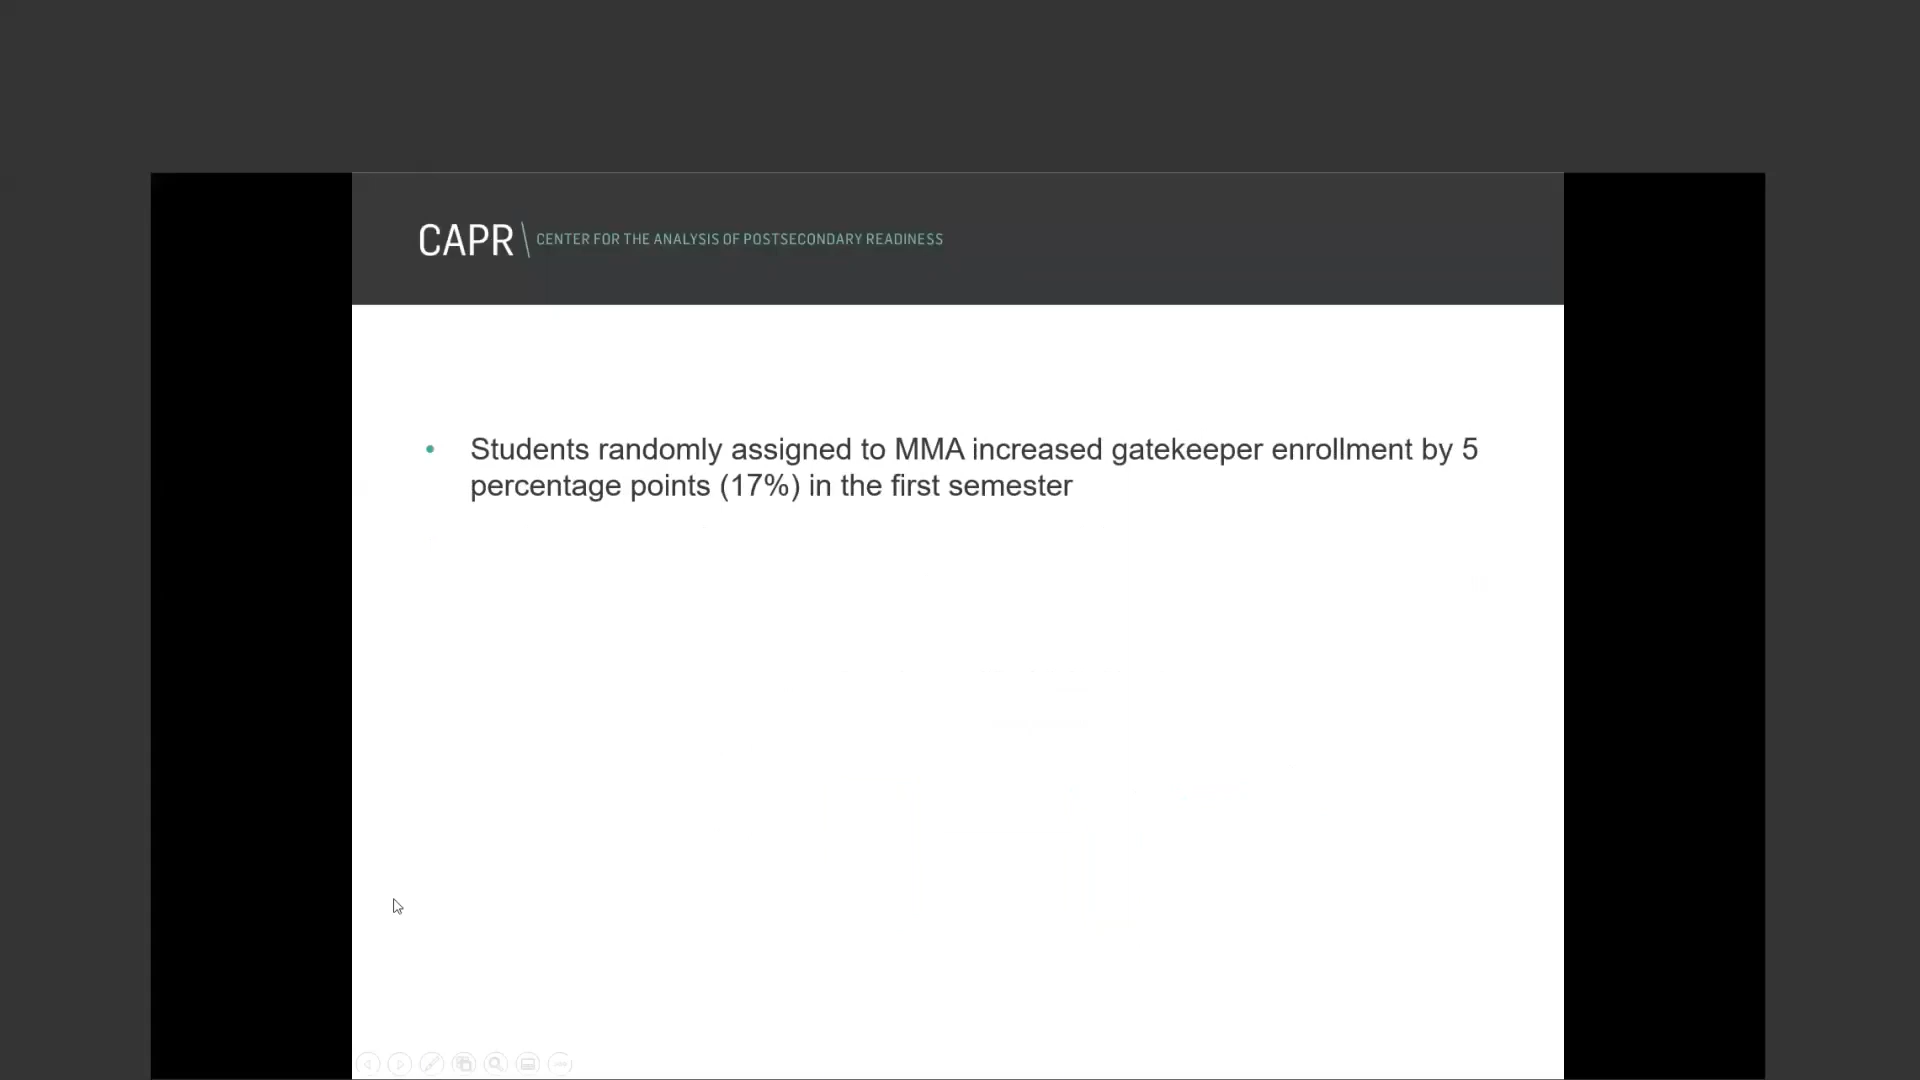 CAPR \ CENTER FOR THE ANALYSIS OF POSTSECONDARY READINESS
• Students randomly assigned to MMA increased gatekeeper enrollment by 5
percentage points (17%) in the first semester